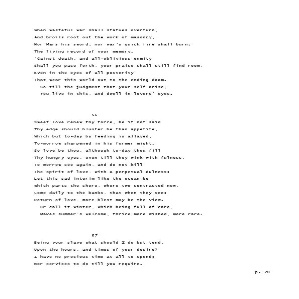 When wasteful war shall statues overturn,
And broils root out the work of masonry,
Nor Mars his sword, nor war's quick fire shall burn:
The living record of your memory.
'Gainst death, and all-oblivious enmity
Shall you pace forth, your praise shall still find room,
Even in the eyes of all posterity
That wear this world out to the ending doom.
So till the judgment that your self arise,
You live in this, and dwell in lovers' eyes.
56
Sweet love renew thy force, be it not said
Thy edge should blunter be than appetite,
Which but to-day by feeding is allayed,
To-morrow sharpened in his former might.
So love be thou, although to-day thou fill
Thy hungry eyes, even till they wink with fulness,
To-morrow see again, and do not kill
The spirit of love, with a perpetual dulness:
Let this sad interim like the ocean be
Which parts the shore, where two contracted new,
Come daily to the banks, that when they see:
Return of love, more blest may be the view.
Or call it winter, which being full of care,
Makes summer's welcome, thrice more wished, more rare.
57
Being your slave what should I do but tend,
Upon the hours, and times of your desire?
I have no precious time at all to spend;
Nor services to do till you require.